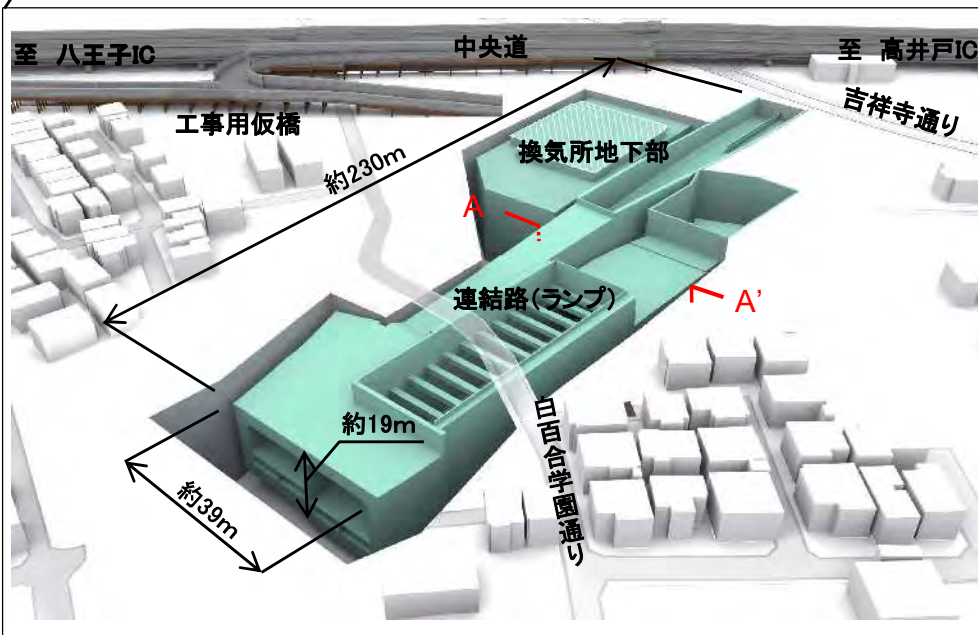 至 八王子IC
中央道
至 高井戸IC
吉祥寺通り
工事用仮橋
換気所地下部
約230m
A
連結路(ランプ)
A'
約19m
白百合学園通り
約39m